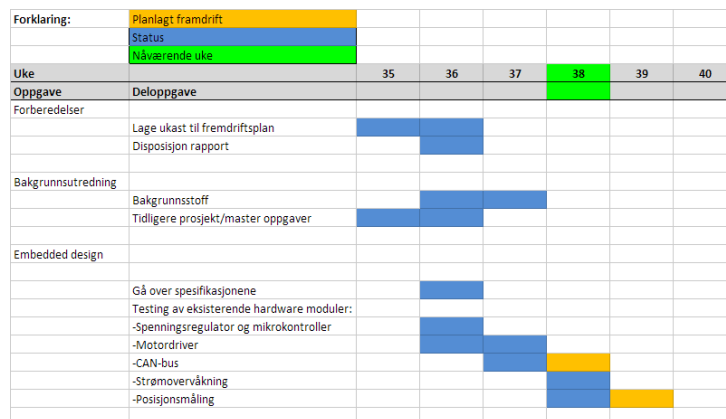 Forklaring: Planlagt framdrift
Status
Nåværende uke
Uke 35 36 37 38 39 40
Oppgave Deloppgave
Forberedelser
Lage ukast til fremdriftsplan
Disposisjon rapport
Bakgrunnsutredning
Bakgrunnsstoff
Tidligere prosjekt/master oppgaver
Embedded design
Gå over spesifikasjonene
Testing av eksisterende hardware moduler:
-Spenningsregulator og mikrokontroller
-Motordriver
-CAN-bus
-Strømovervåkning
-Posisjonsmåling